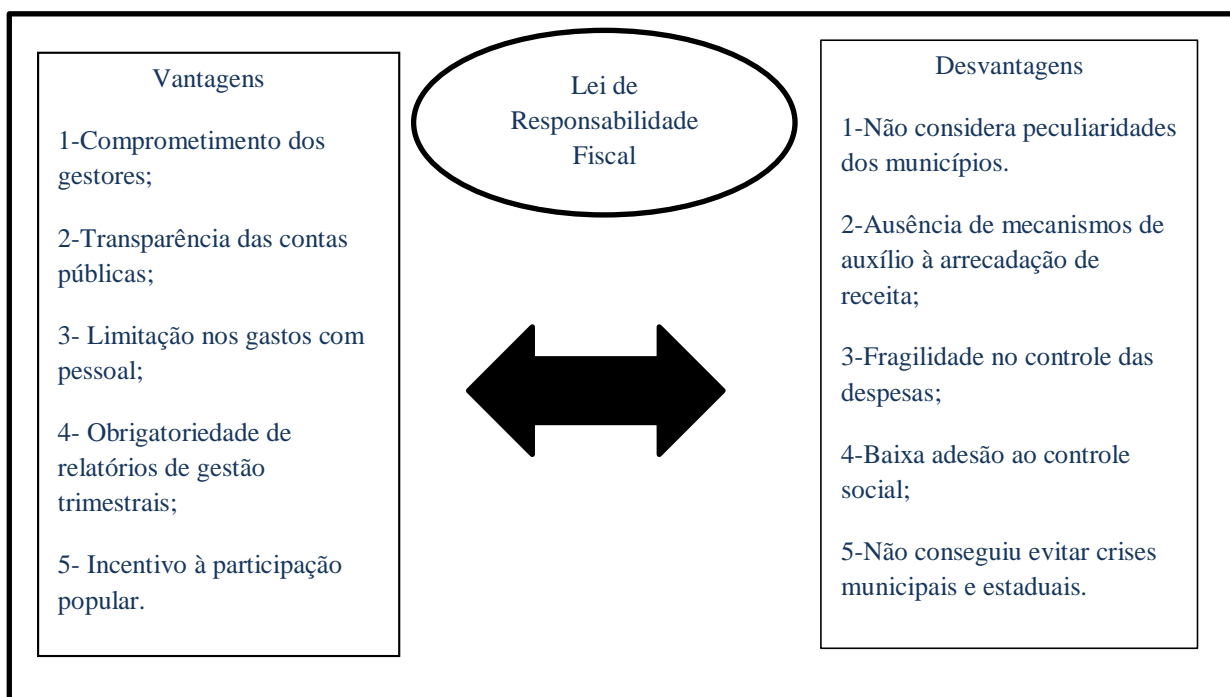 Vantagens
1-Comprometimento dos
gestores;
2-Transparência das contas
públicas;
3- Limitação nos gastos com
pessoal;
4- Obrigatoriedade de
relatórios de gestão
trimestrais;
5- Incentivo à participação
popular.
Lei de
Responsabilidade
Fiscal
Desvantagens
1-Não considera peculiaridades
dos municípios.
2-Ausência de mecanismos de
auxílio à arrecadação de
receita;
3-Fragilidade no controle das
despesas;
4-Baixa adesão ao controle
social;
5-Não conseguiu evitar crises
municipais e estaduais.